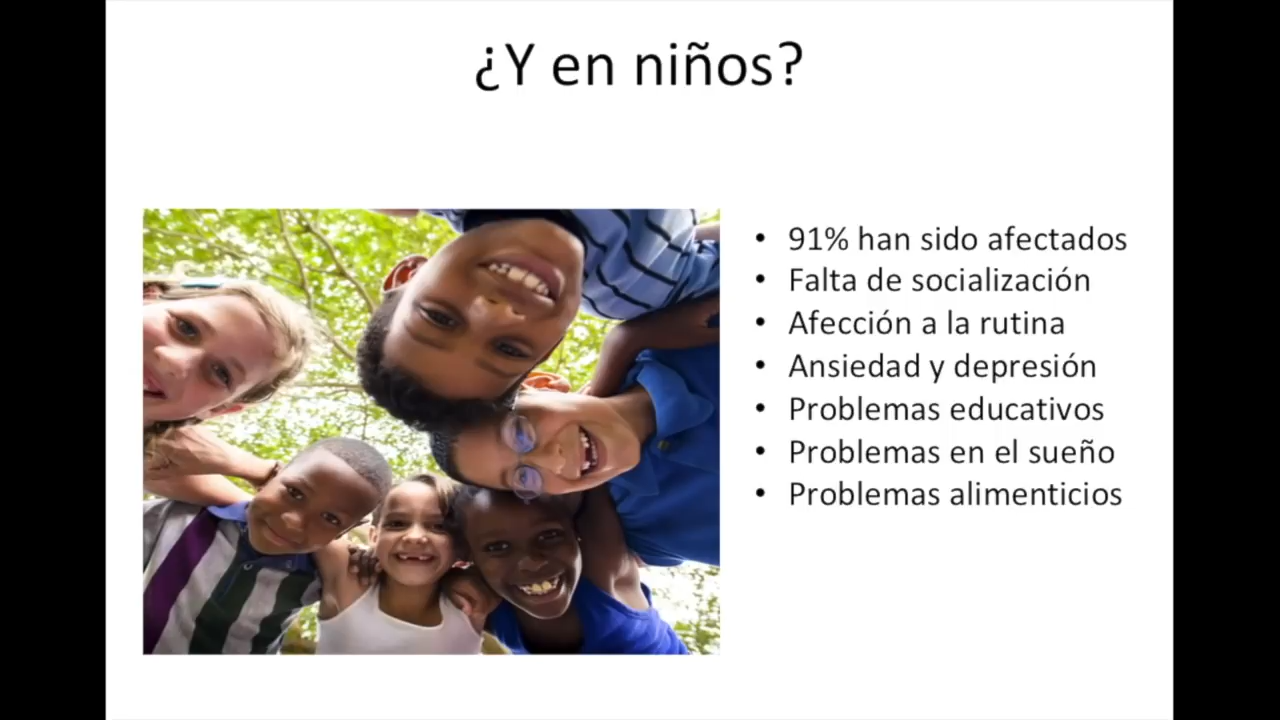 ¿Y en niños?
• 91% han sido afectados
• Falta de socialización
• Afección a la rutina
• Ansiedad y depresión
• Problemas educativos
• Problemas en el sueño
• Problemas alimenticios